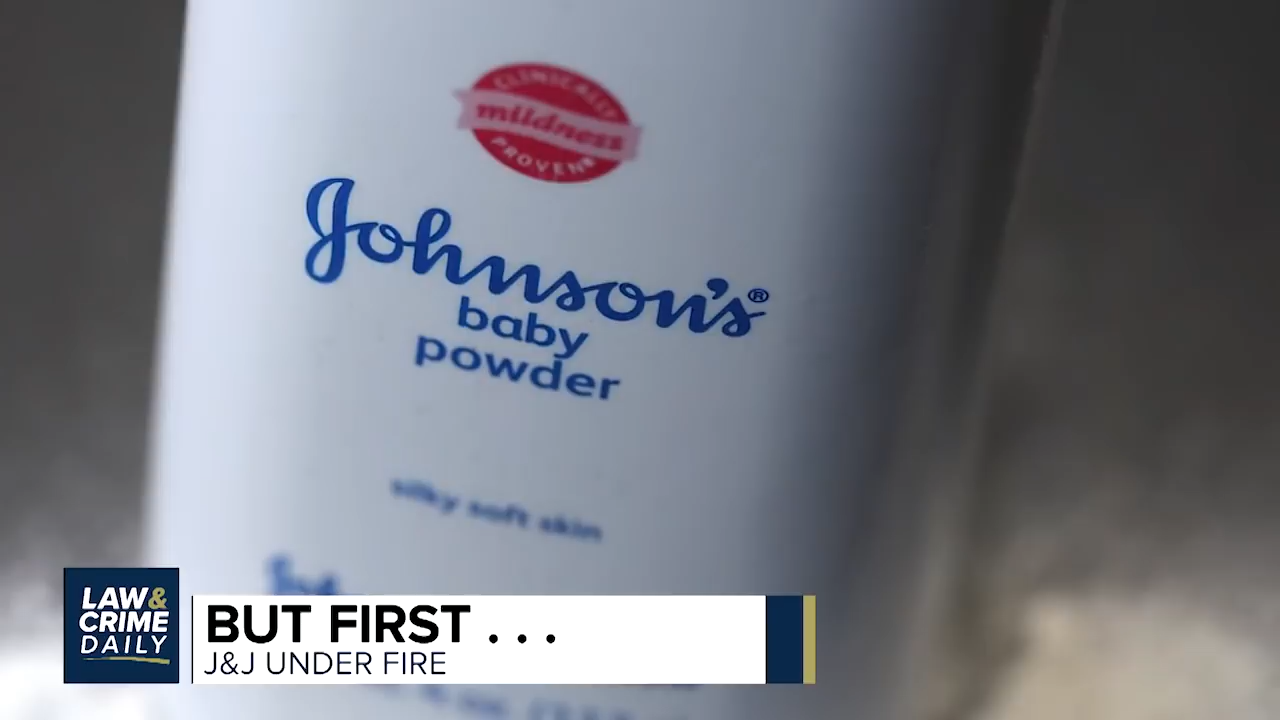 CLINICALLY
mildness
PROVEN
Johnson's®
baby
powder
silky soft skin
LAW&
CRIME
DAILY
BUT FIRST . . .
J&J UNDER FIRE